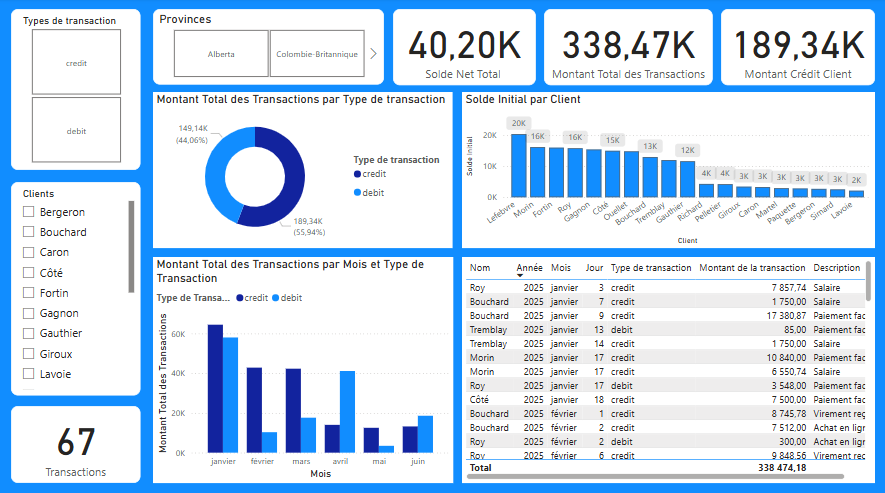 Types de transaction
credit
debit
Provinces
Alberta
Colombie-Britannique
40,20K
Solde Net Total
338,47K
Montant Total des Transactions
189,34K
Montant Crédit Client
Clients
Bergeron
Bouchard
Caron
Côté
Fortin
Gagnon
Gauthier
Giroux
Lavoie
67
Transactions
Montant Total des Transactions par Type de transaction
149,14K
(44,06%)
189,34K
(55,94%)
Type de transaction
credit
debit
Solde Initial par Client
Solde Initial
20K
10K
0K
20K
16K
16K
15K
13K
12K
4K
4K
3K
3K
3K
3K
3K
3K
2K
Lefebvre
Morin
Fortin
Roy
Gagnon
Côté
Ouellet
Bouchard
Tremblay
Gauthier
Richard
Pelletier
Giroux
Caron
Martel
Paquette
Bergeron
Simard
Lavoie
Client
Montant Total des Transactions par Mois et Type de
Transaction
Type de Transa... credit debit
Montant Total des Transactions
60K
40K
20K
0K
janvier février mars avril mai juin
Mois
Nom Année Mois Jour Type de transaction Montant de la transaction Description
Roy 2025 janvier 3 credit 7 857,74 Salaire
Bouchard 2025 janvier 7 credit 1 750,00 Salaire
Bouchard 2025 janvier 9 credit 17 380,87 Paiement fac
Tremblay 2025 janvier 13 debit 85,00 Paiement fac
Tremblay 2025 janvier 14 credit 1 750,00 Salaire
Morin 2025 janvier 17 credit 10 840,00 Paiement fac
Morin 2025 janvier 17 credit 6 550,74 Salaire
Roy 2025 janvier 17 debit 3 548,00 Paiement fac
Côté 2025 janvier 18 credit 7 500,00 Paiement fac
Bouchard 2025 février 1 credit 8 745,78 Virement reç
Bouchard 2025 février 2 credit 7 512,00 Achat en lign
Roy 2025 février 2 debit 300,00 Achat en lign
Roy 2025 février 6 credit 9 848,56 Virement rec
Total 338 474,18